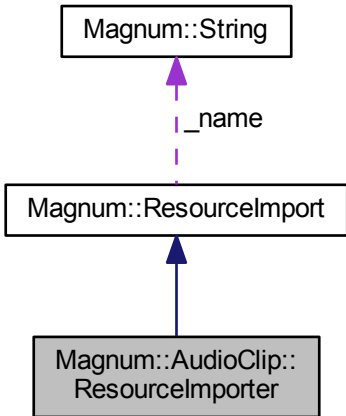 Magnum::String
_name
Magnum::ResourceImport
Magnum::AudioClip::
ResourceImporter